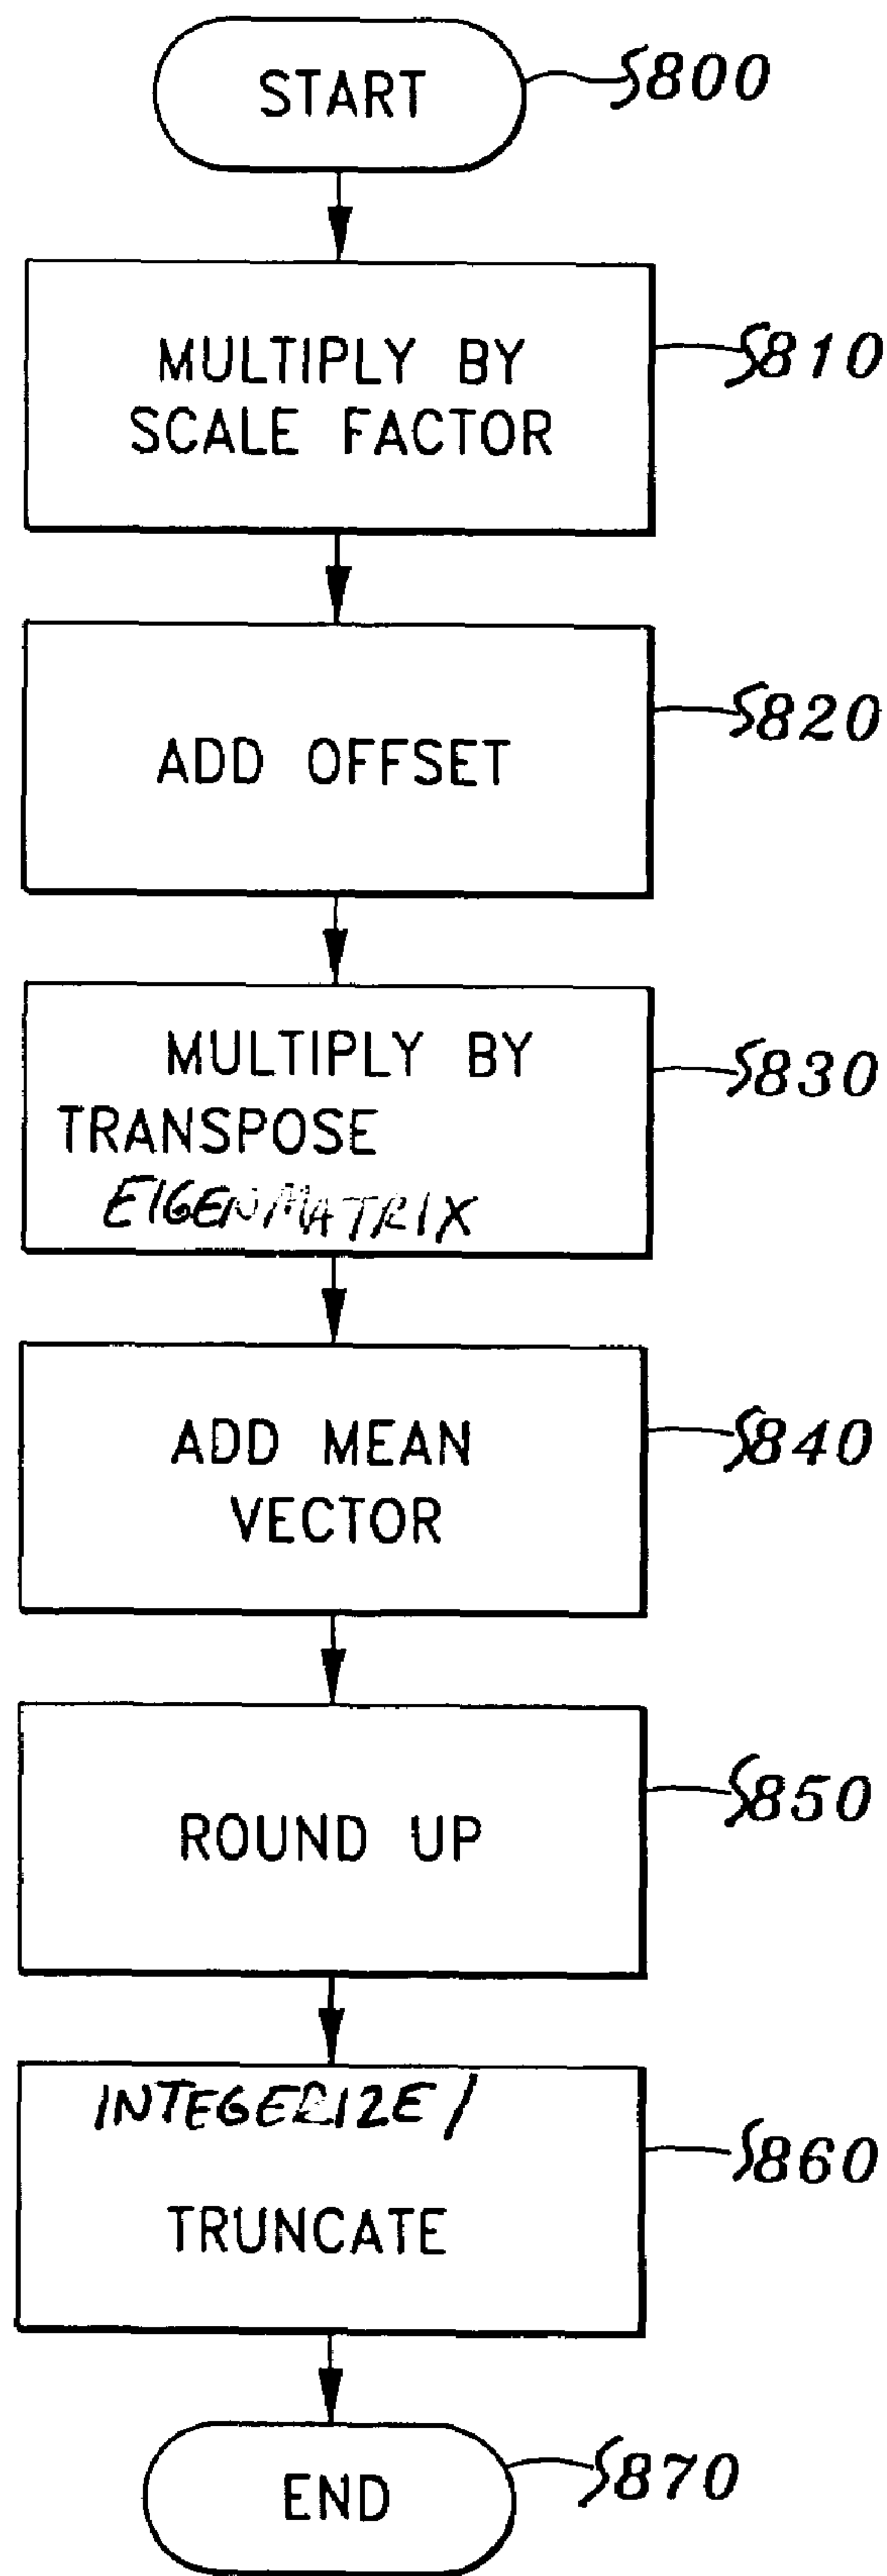 START
S800
MULTIPLY BY
SCALE FACTOR
S810
ADD OFFSET
S820
MULTIPLY BY
TRANSPOSE
EIGENMATRIX
S830
ADD MEAN
VECTOR
S840
ROUND UP
S850
INTEGERIZE /
TRUNCATE
S860
END
S870